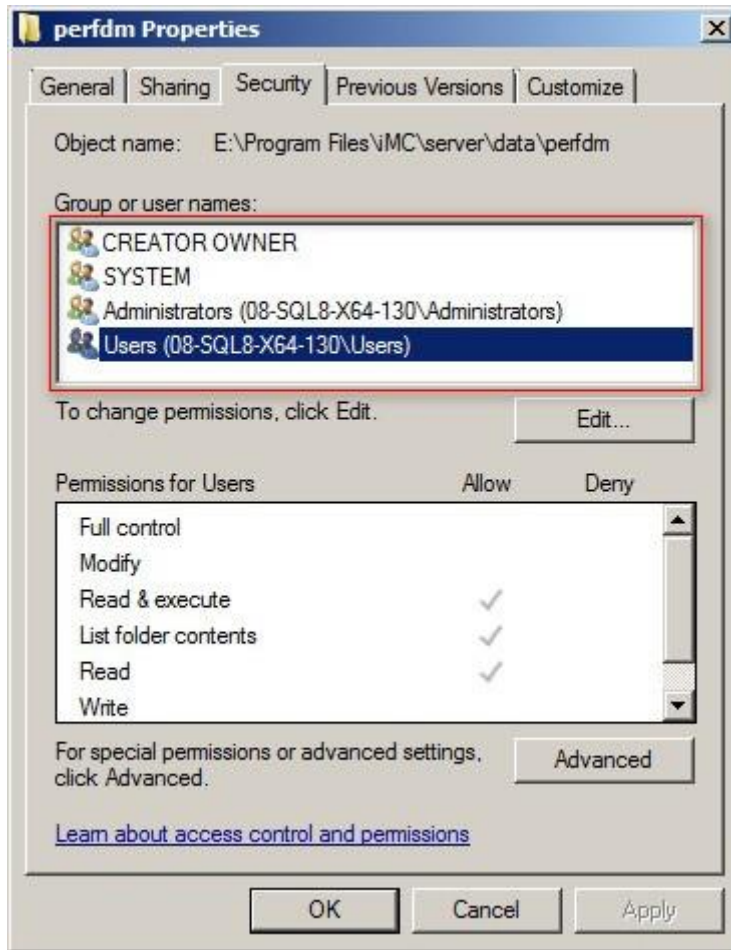 perfdm Properties
General Sharing Security Previous Versions Customize
Object name: E:\Program Files\iMC\server\data\perfdm
Group or user names:
CREATOR OWNER
SYSTEM
Administrators (08-SQL8-X64-130\Administrators)
Users (08-SQL8-X64-130\Users)
To change permissions, click Edit.
Edit...
Permissions for Users Allow Deny
Full control
Modify
Read & execute
List folder contents
Read
Write
For special permissions or advanced settings,
click Advanced.
Advanced
Learn about access control and permissions
OK Cancel Apply